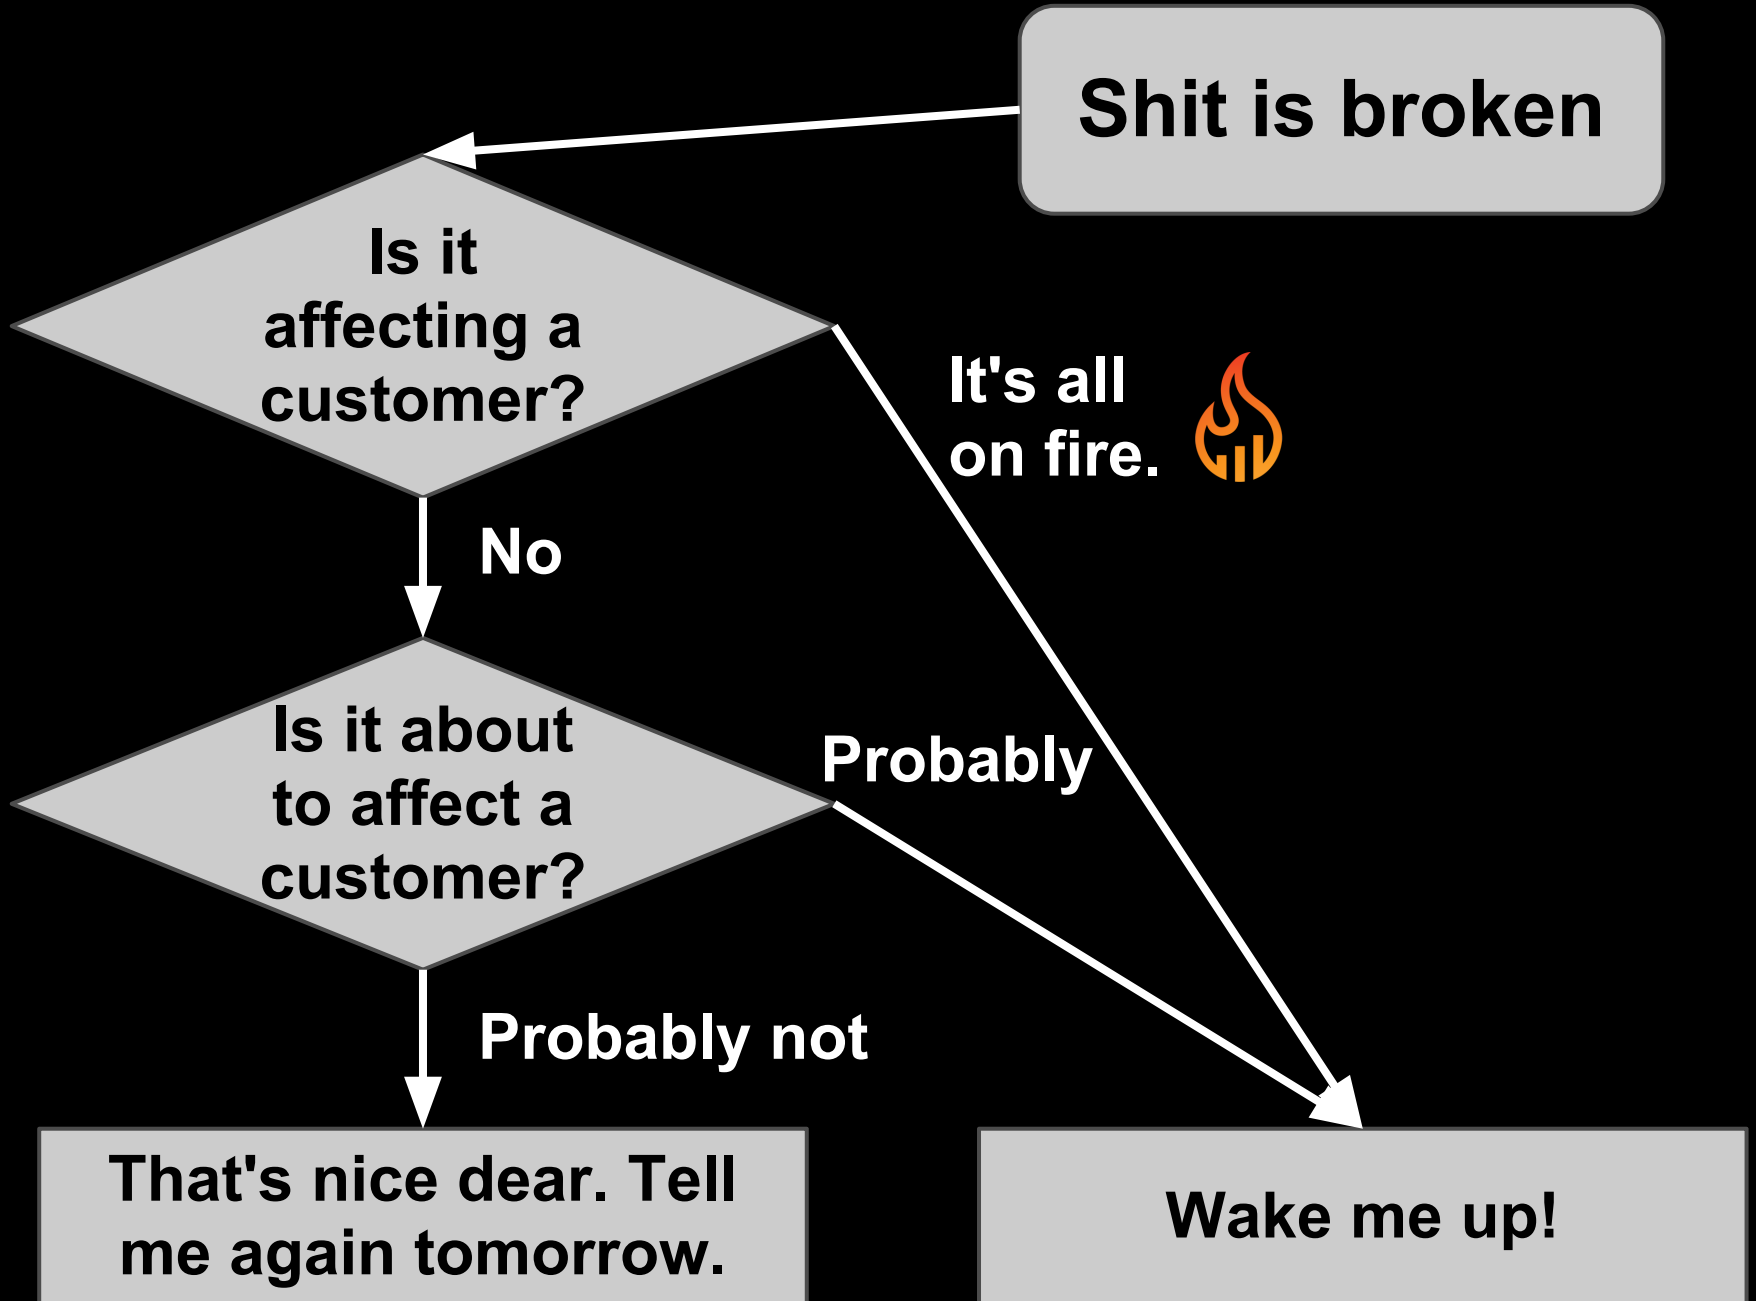 Shit is broken
Is it
affecting a
customer?
It's all
on fire.
No
Is it about
to affect a
customer?
Probably
Probably not
That's nice dear. Tell
me again tomorrow.
Wake me up!